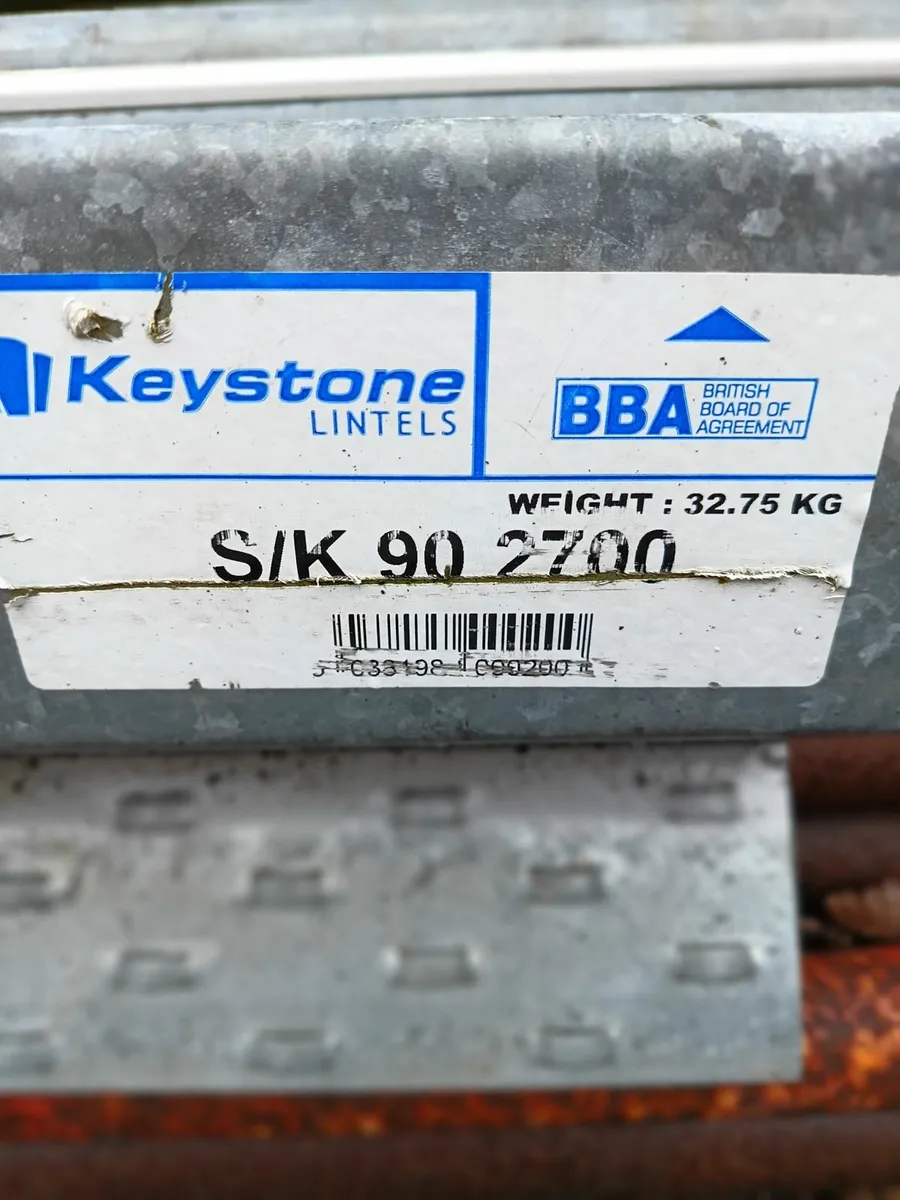 Keystone
LINTELS
BBA
BRITISH
BOARD OF
AGREEMENT
WEIGHT : 32.75 KG
S/K 90 2700